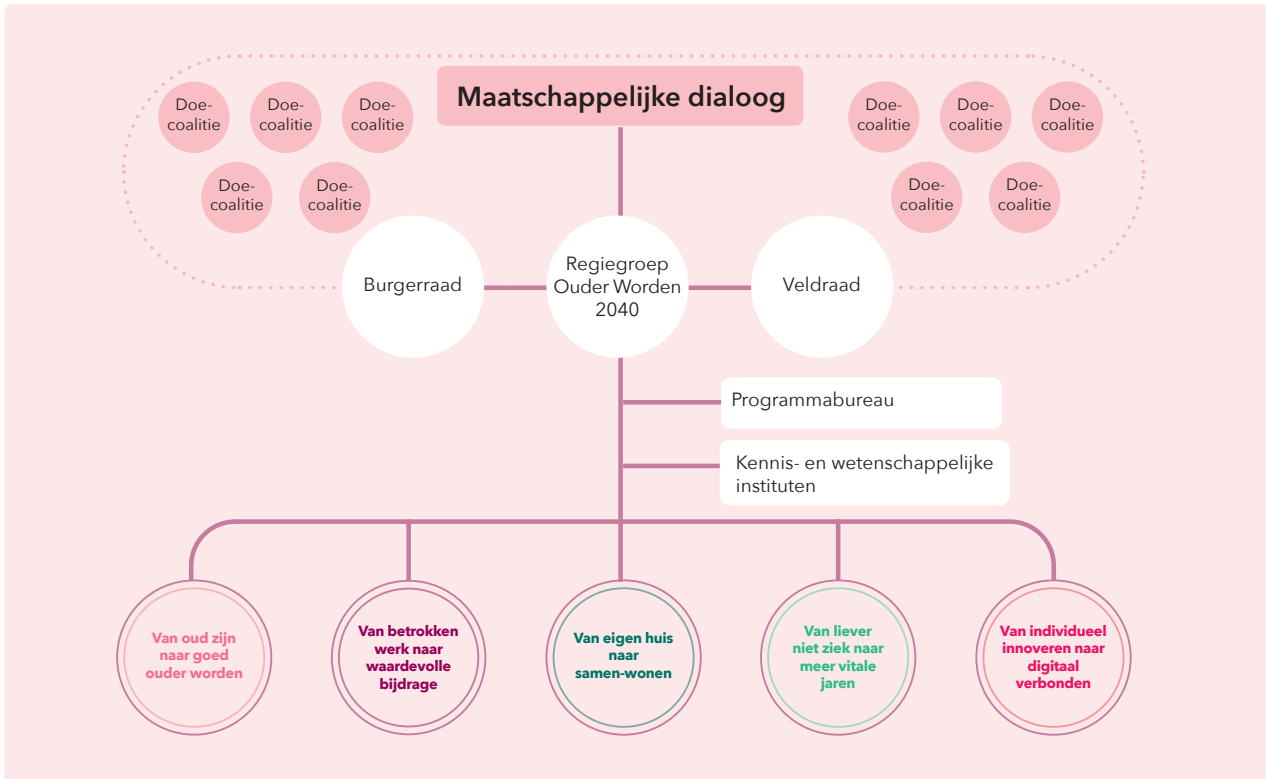 Maatschappelijke dialoog
Doe-
coalitie
Doe-
coalitie
Doe-
coalitie
Doe-
coalitie
Doe-
coalitie
Doe-
coalitie
Doe-
coalitie
Doe-
coalitie
Doe-
coalitie
Doe-
coalitie
Burgerraad
Regiegroep
Ouder Worden
2040
Veldraad
Programmabureau
Kennis- en wetenschappelijke
instituten
Van oud zijn
naar goed
ouder worden
Van betrokken
werk naar
waardevolle
bijdrage
Van eigen huis
naar
samen-wonen
Van liever
niet ziek naar
meer vitale
jaren
Van individueel
innoveren naar
digitaal
verbonden